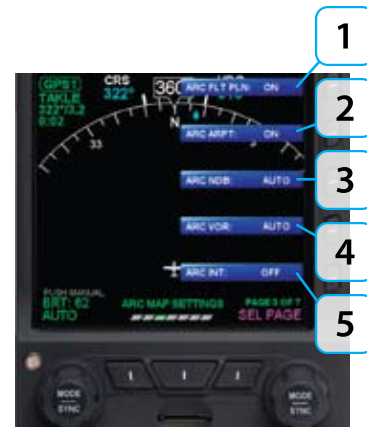 1
GPS1
CRS
360
ARC FLT PLN: ON
TAKLE
322°
322°/3.2
0:02
N
2
ARC ARPT: ON
33
3
ARC NDB: AUTO
4
ARC VOR: AUTO
5
ARC INT: OFF
PUSH MANUAL
BRT: 62
AUTO
ARC MAP SETTINGS
PAGE 3 OF 7
SEL PAGE
MODE
SYNC
MODE
SYNC